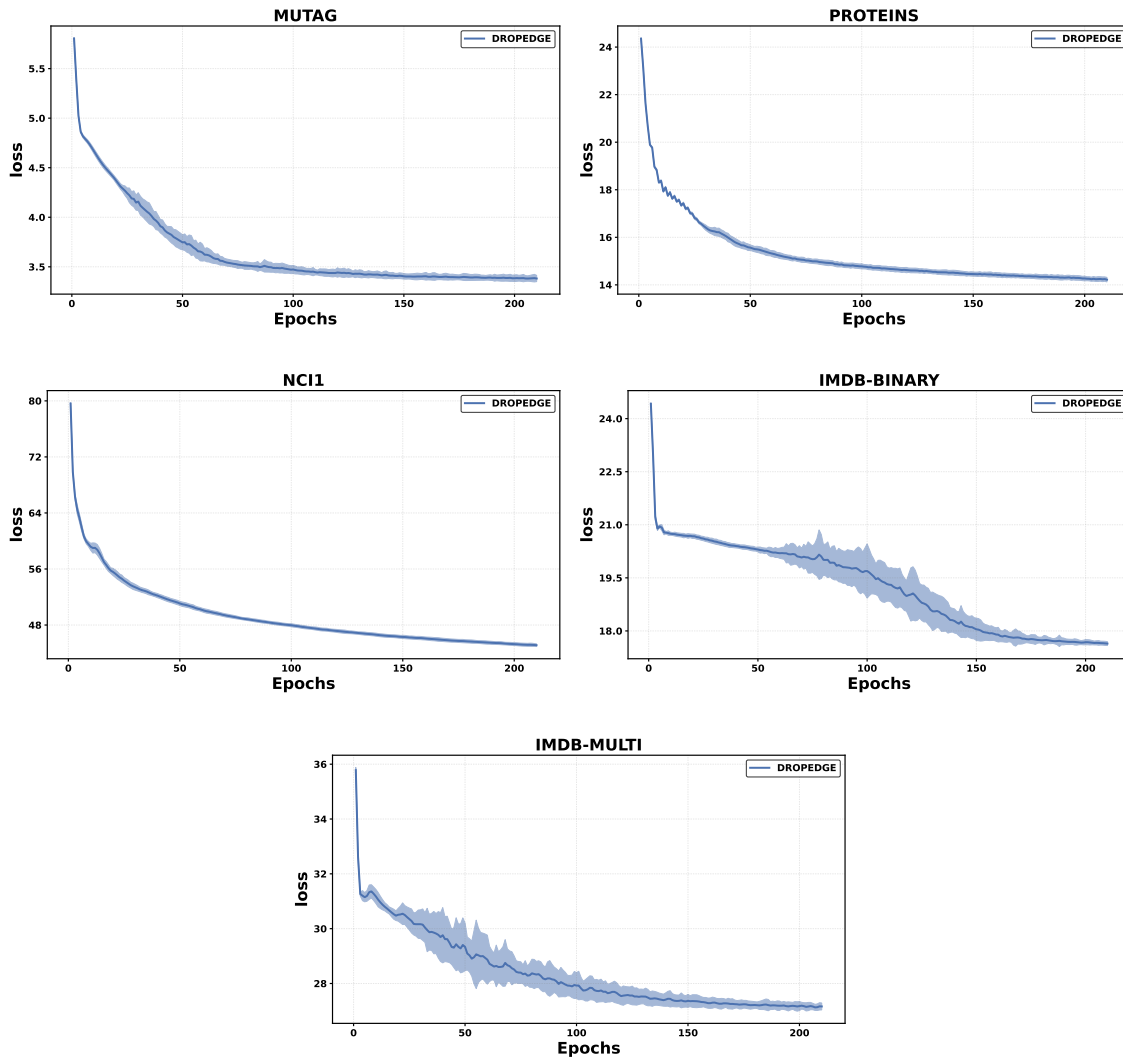 MUTAG
DROPEDGE
5.5
5.0
4.5
4.0
3.5
loss
0 50 100 150 200
Epochs
PROTEINS
DROPEDGE
24
22
20
18
16
14
loss
0 50 100 150 200
Epochs
NCI1
DROPEDGE
80
72
64
56
48
loss
0 50 100 150 200
Epochs
IMDB-BINARY
DROPEDGE
24.0
22.5
21.0
19.5
18.0
loss
0 50 100 150 200
Epochs
IMDB-MULTI
DROPEDGE
36
34
32
30
28
loss
0 50 100 150 200
Epochs